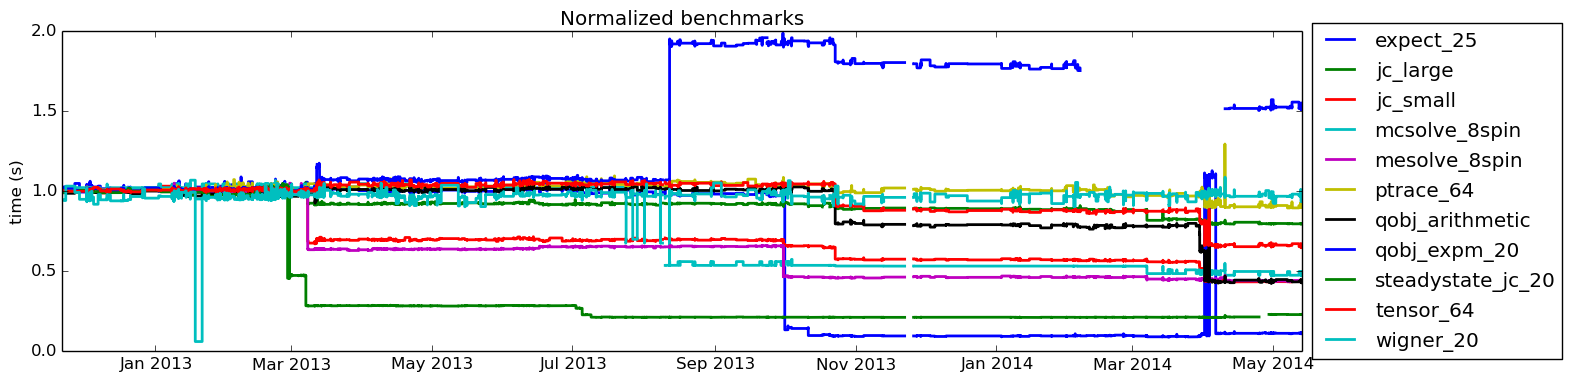 Normalized benchmarks
time (s)
2.0
1.5
1.0
0.5
0.0
Jan 2013
Mar 2013
May 2013
Jul 2013
Sep 2013
Nov 2013
Jan 2014
Mar 2014
May 2014
expect_25
jc_large
jc_small
mcsolve_8spin
mesolve_8spin
ptrace_64
qobj_arithmetic
qobj_expm_20
steadystate_jc_20
tensor_64
wigner_20